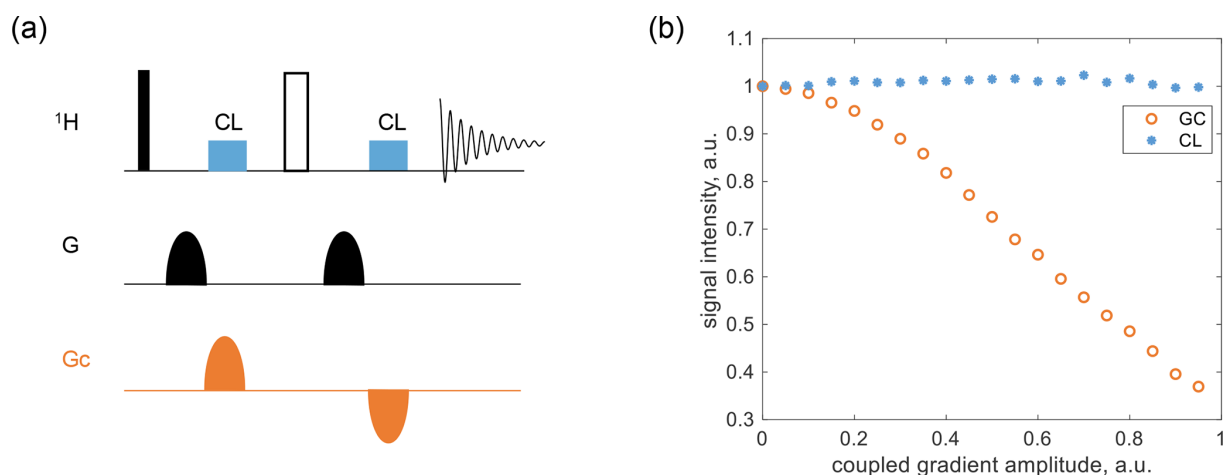 (a)
¹H
CL
CL
G
Gc
(b)
signal intensity, a.u.
1.1
1
0.9
0.8
0.7
0.6
0.5
0.4
0.3
GC
CL
0
0.2
0.4
0.6
0.8
1
coupled gradient amplitude, a.u.